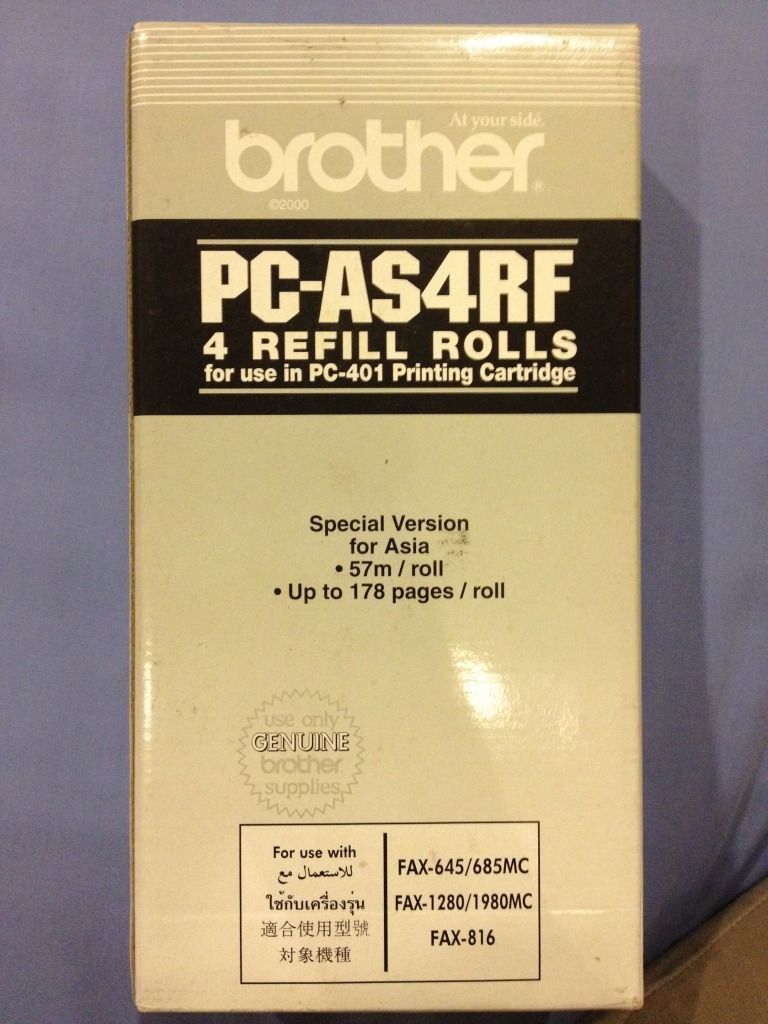 At your side.
brother®
©2000
PC-AS4RF
4 REFILL ROLLS
for use in PC-401 Printing Cartridge
Special Version
for Asia
• 57m / roll
• Up to 178 pages / roll
use only
GENUINE
brother
supplies
For use with
للاستعمال مع
ใช้กับเครื่องรุ่น
適合使用型號
対象機種
FAX-645/685MC
FAX-1280/1980MC
FAX-816